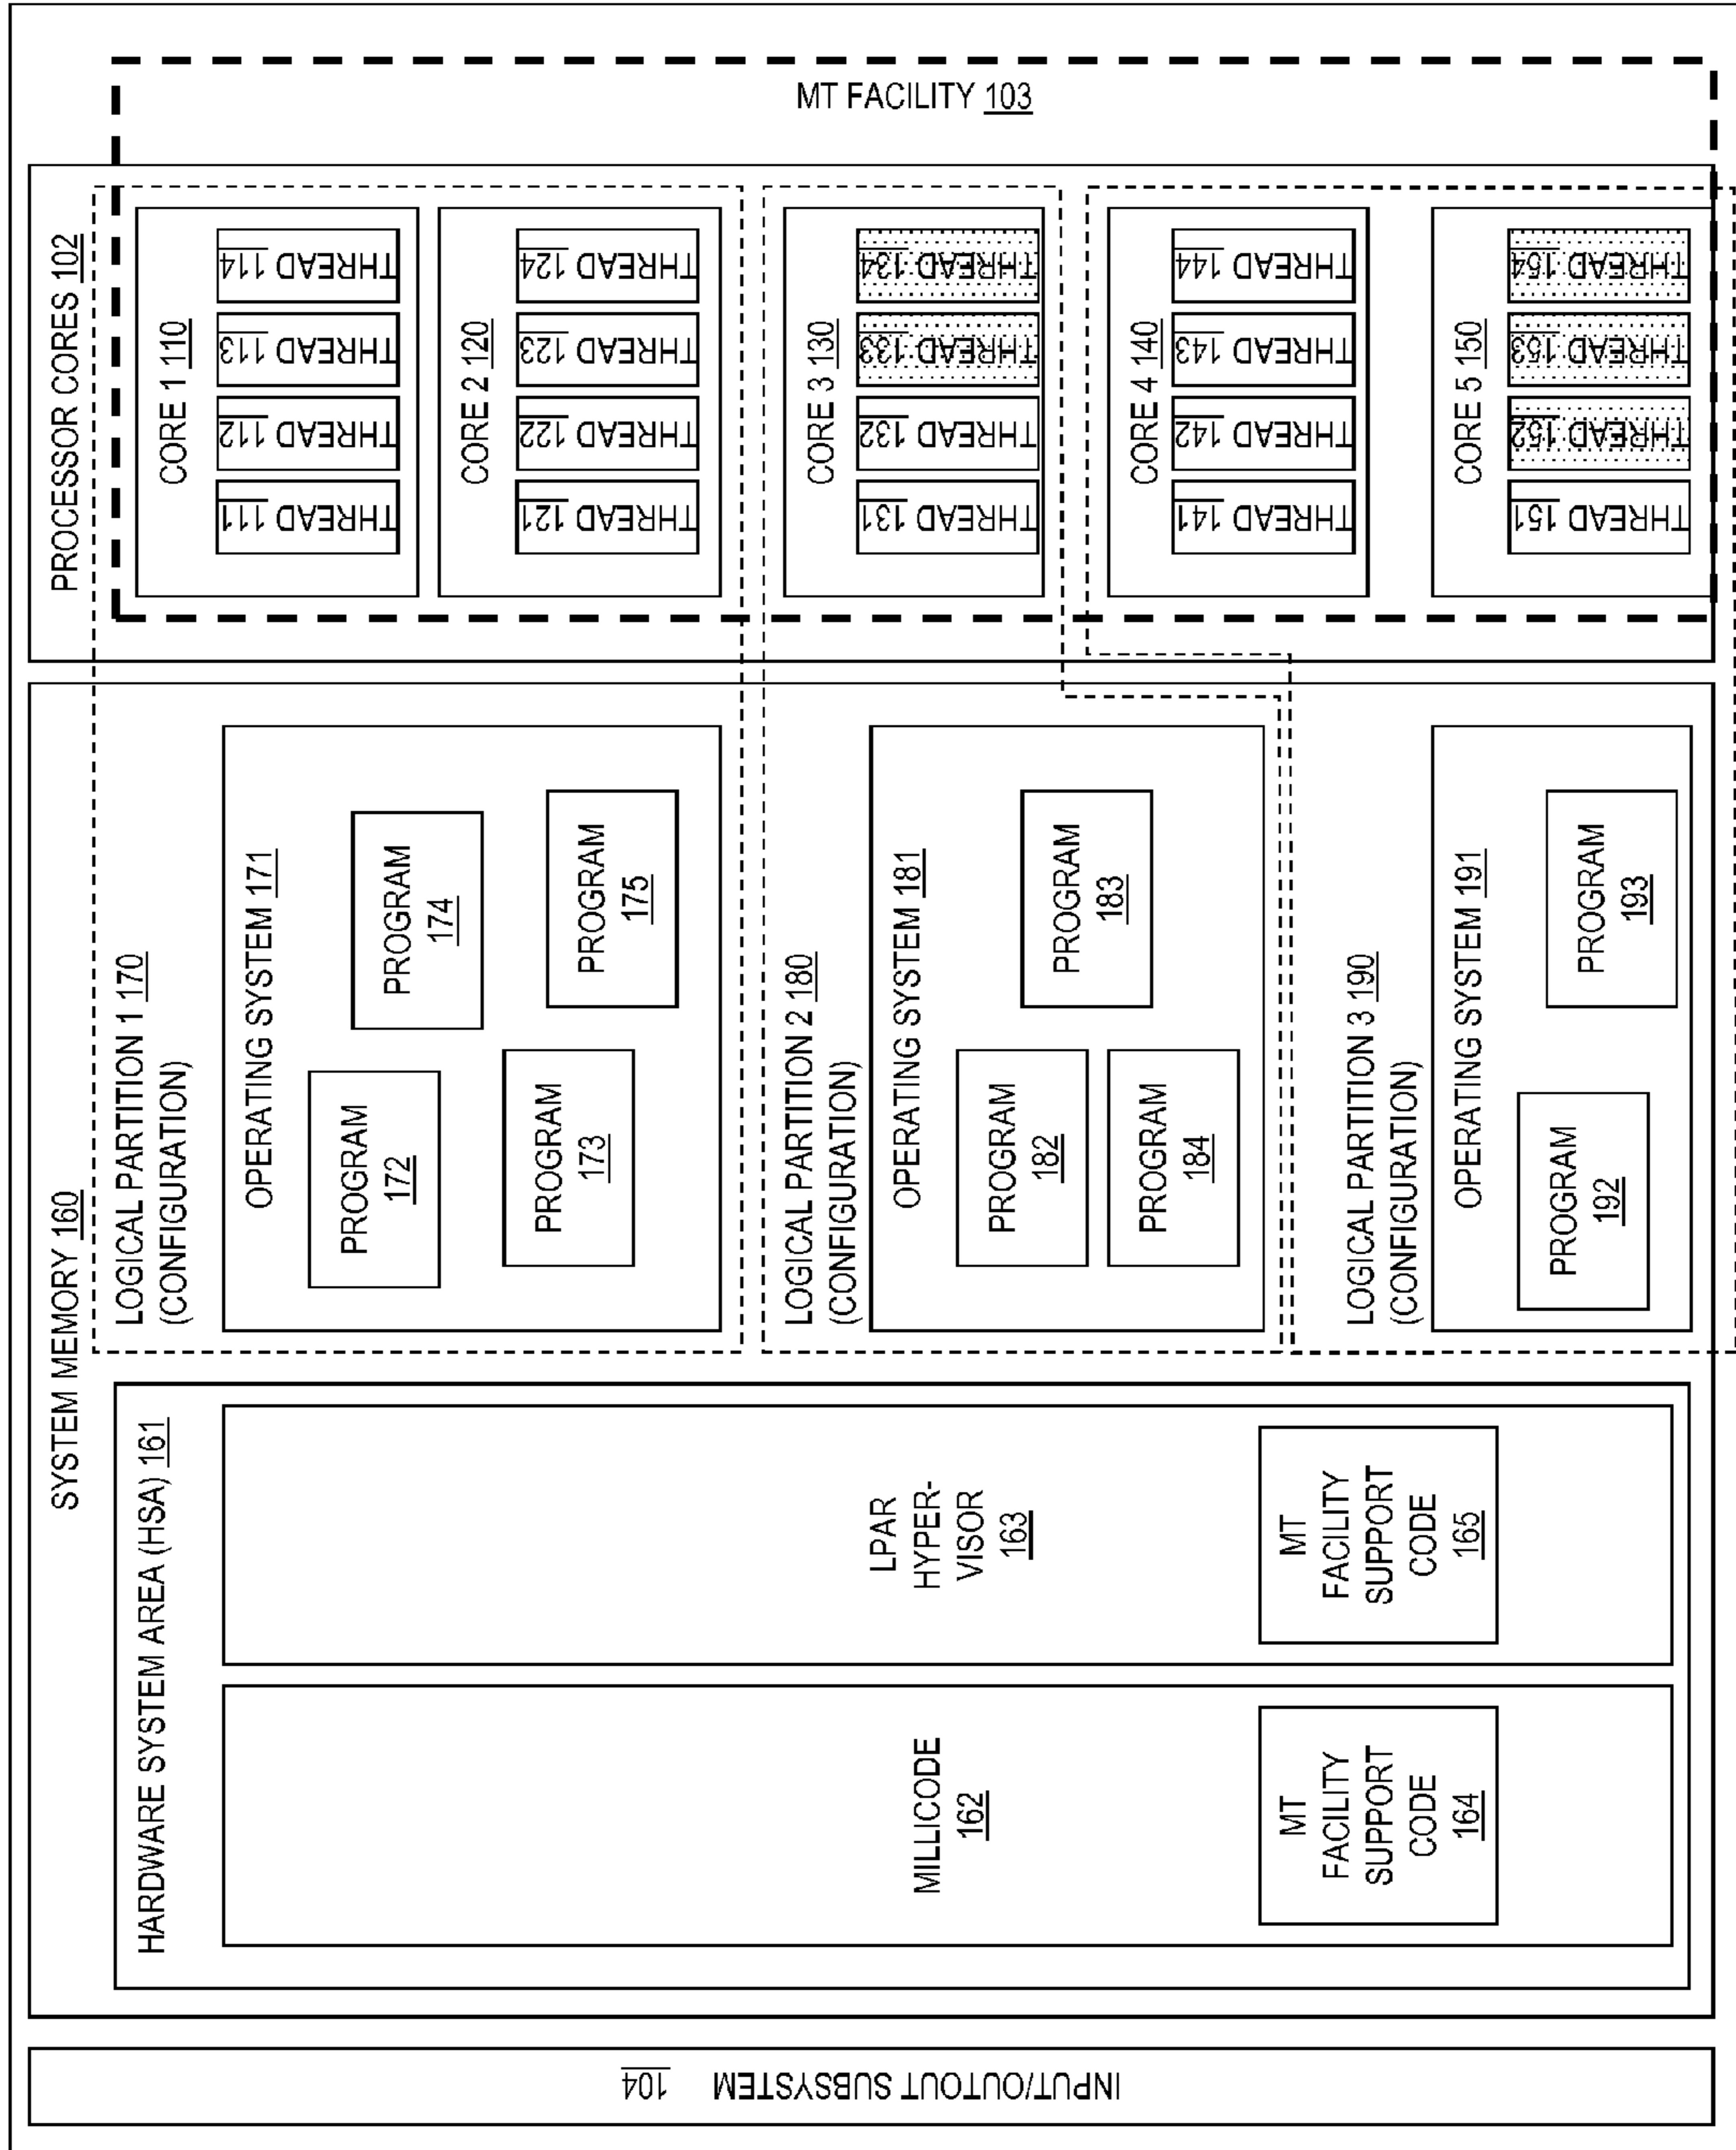 PROCESSOR CORES 102
MT FACILITY 103
CORE 1 110
THREAD 111
THREAD 112
THREAD 113
THREAD 114
CORE 2 120
THREAD 121
THREAD 122
THREAD 123
THREAD 124
CORE 3 130
THREAD 131
THREAD 132
THREAD 133
THREAD 134
CORE 4 140
THREAD 141
THREAD 142
THREAD 143
THREAD 144
CORE 5 150
THREAD 151
THREAD 152
THREAD 153
THREAD 154
SYSTEM MEMORY 160
LOGICAL PARTITION 1 170
(CONFIGURATION)
OPERATING SYSTEM 171
PROGRAM
172
PROGRAM
174
PROGRAM
173
PROGRAM
175
LOGICAL PARTITION 2 180
(CONFIGURATION)
OPERATING SYSTEM 181
PROGRAM
182
PROGRAM
183
PROGRAM
184
LOGICAL PARTITION 3 190
(CONFIGURATION)
OPERATING SYSTEM 191
PROGRAM
192
PROGRAM
193
HARDWARE SYSTEM AREA (HSA) 161
MILLICODE
162
LPAR
HYPER-
VISOR
163
MT
FACILITY
SUPPORT
CODE
164
MT
FACILITY
SUPPORT
CODE
165
INPUT/OUTOUT SUBSYSTEM 104